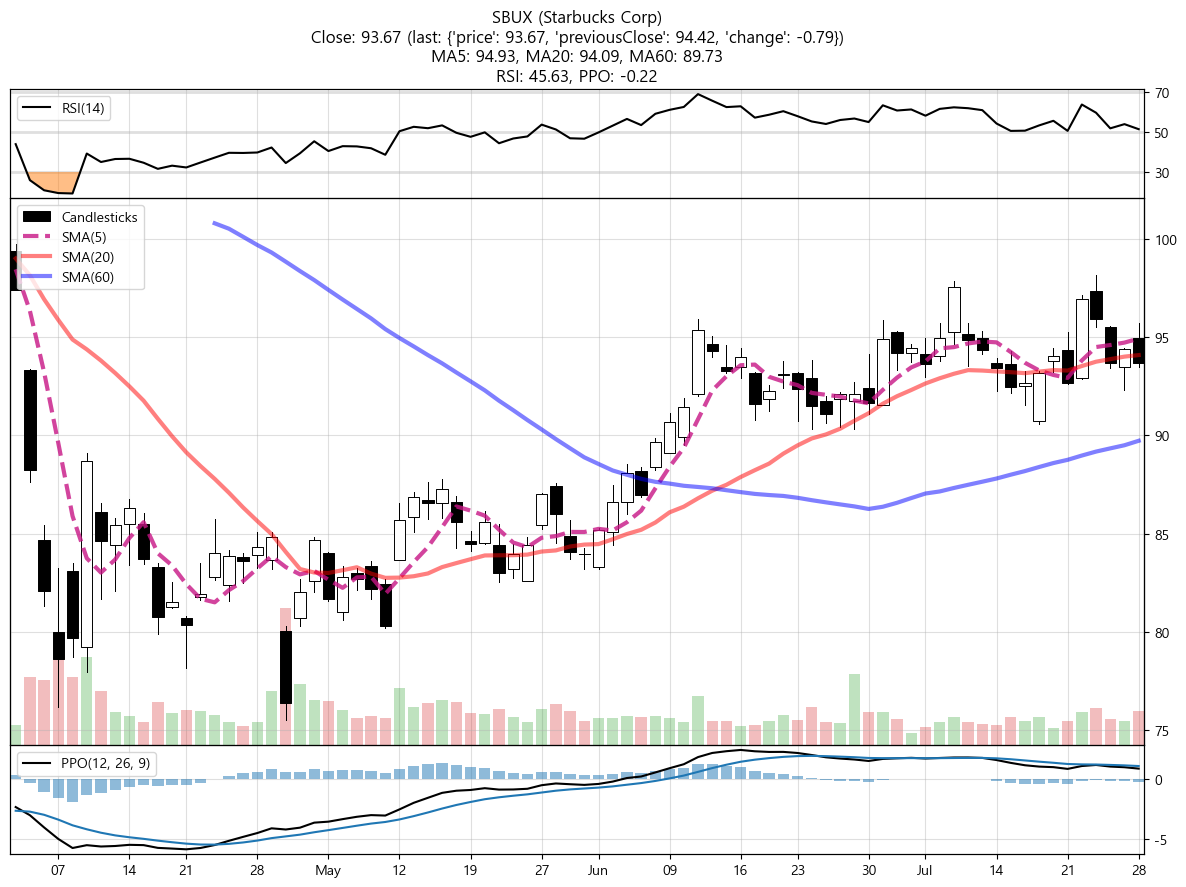 SBUX (Starbucks Corp)
Close: 93.67 (last: {'price': 93.67, 'previousClose': 94.42, 'change': -0.79})
MA5: 94.93, MA20: 94.09, MA60: 89.73
RSI: 45.63, PPO: -0.22
RSI(14)
70
50
30
Candlesticks
SMA(5)
SMA(20)
SMA(60)
100
95
90
85
80
75
PPO(12, 26, 9)
0
-5
07 14 21 28 May 12 19 27 Jun 09 16 23 30 Jul 14 21 28